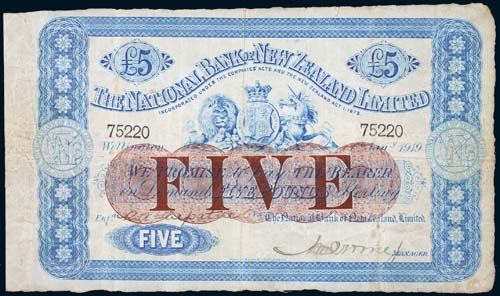 £5 £5
THE NATIONAL BANK OF NEW ZEALAND LIMITED
INCORPORATED UNDER THE COMPANIES' ACTS AND THE NEW ZEALAND ACT, 1873.
75220 75220
Wellington 1919
WE PROMISE to pay THE BEARER
on Demand FIVE POUNDS Sterling
FIVE
The National Bank of New Zealand, Limited.
Entd
FIVE
MANAGER